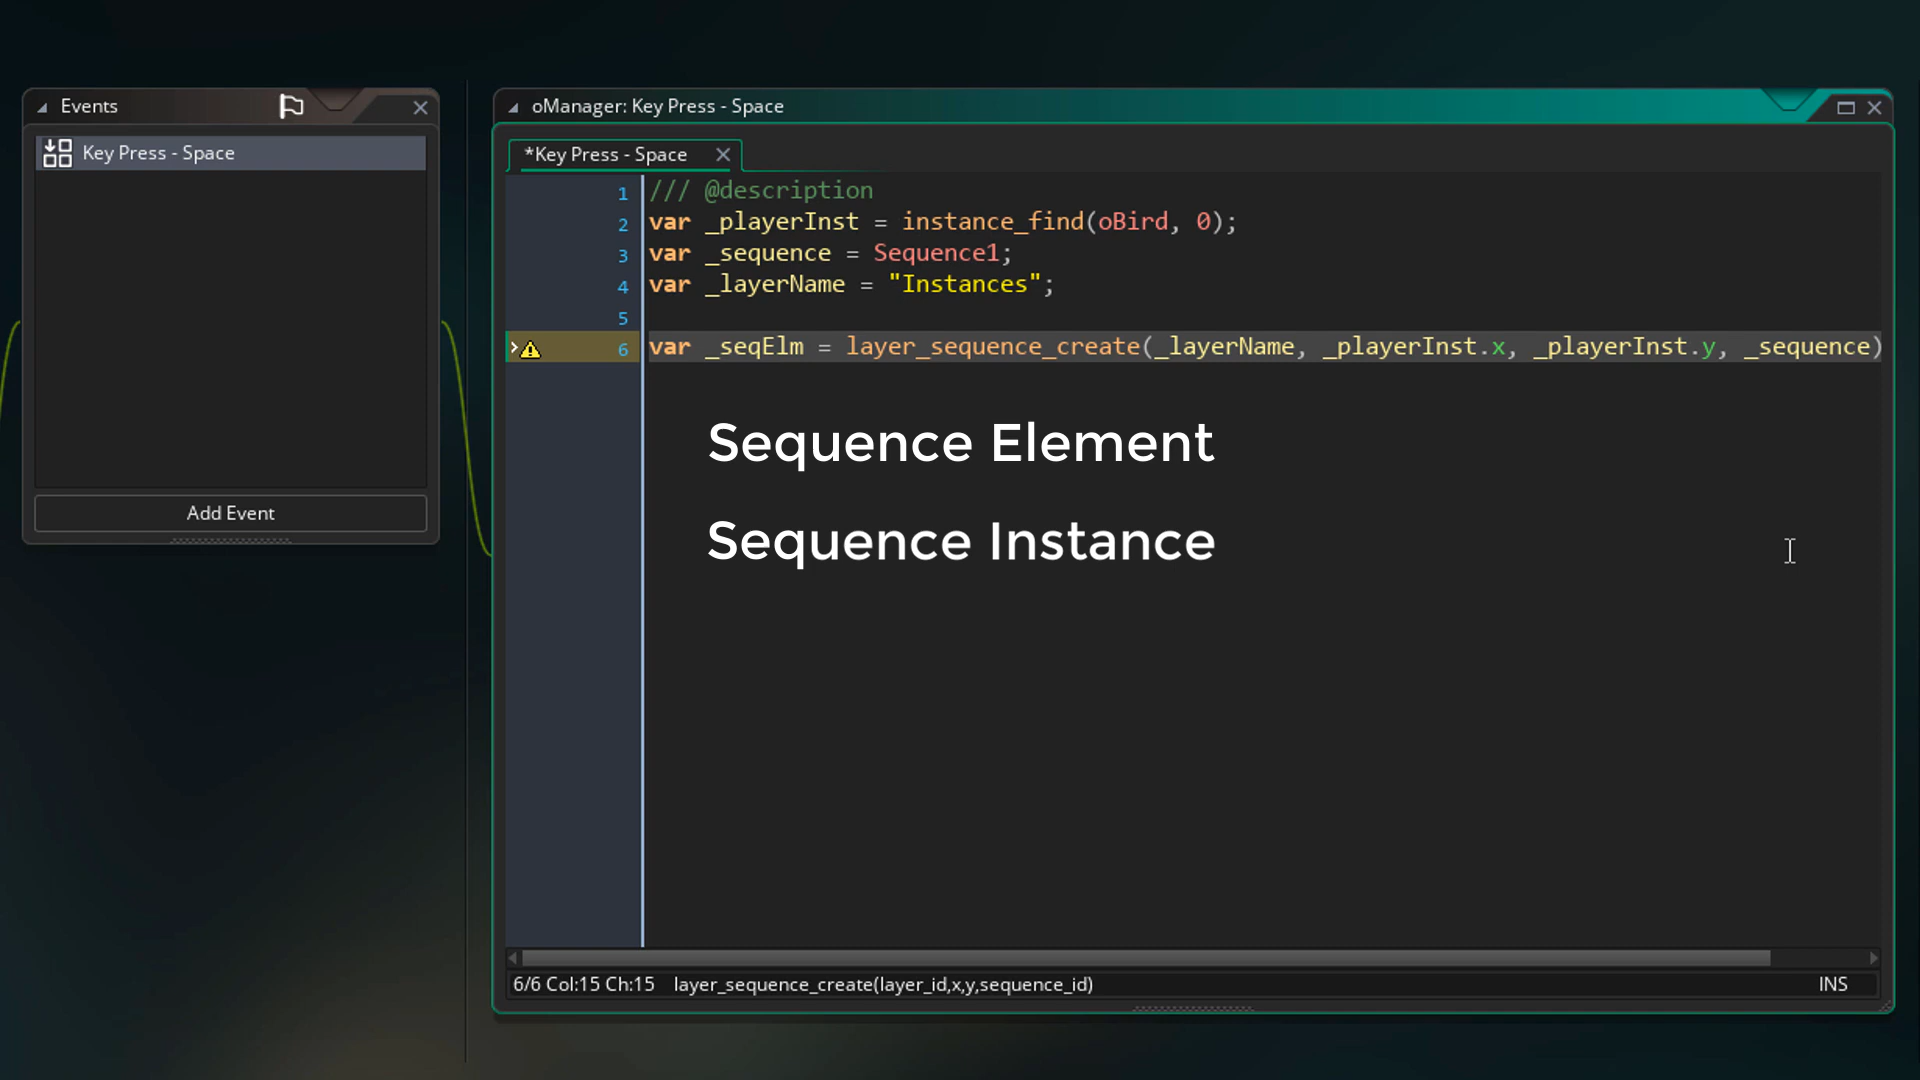 Events
Key Press - Space
Add Event
oManager: Key Press - Space
*Key Press - Space
1 /// @description
2 var _playerInst = instance_find(oBird, 0);
3 var _sequence = Sequence1;
4 var _layerName = "Instances";
5
6 var _seqElm = layer_sequence_create(_layerName, _playerInst.x, _playerInst.y, _sequence)
Sequence Element
Sequence Instance
6/6 Col:15 Ch:15 layer_sequence_create(layer_id,x,y,sequence_id) INS